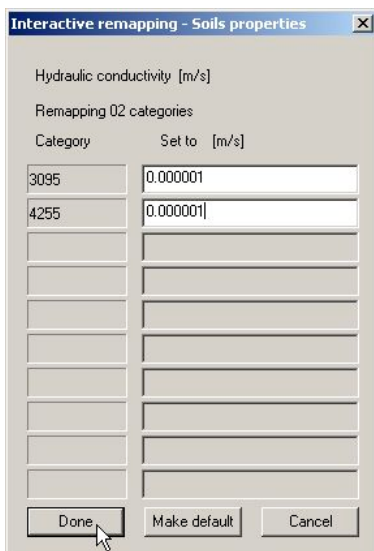 Interactive remapping - Soils properties
Hydraulic conductivity [m/s]
Remapping 02 categories
Category Set to [m/s]
3095 0.000001
4255 0.000001
Done Make default Cancel